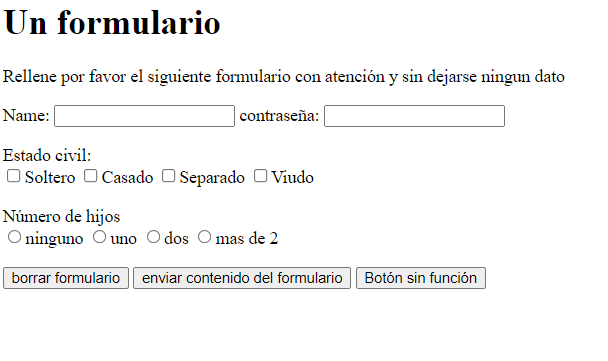 Un formulario
Rellene por favor el siguiente formulario con atención y sin dejarse ningun dato
Name: contraseña:
Estado civil:
Soltero Casado Separado Viudo
Número de hijos
ninguno uno dos mas de 2
borrar formulario enviar contenido del formulario Botón sin función